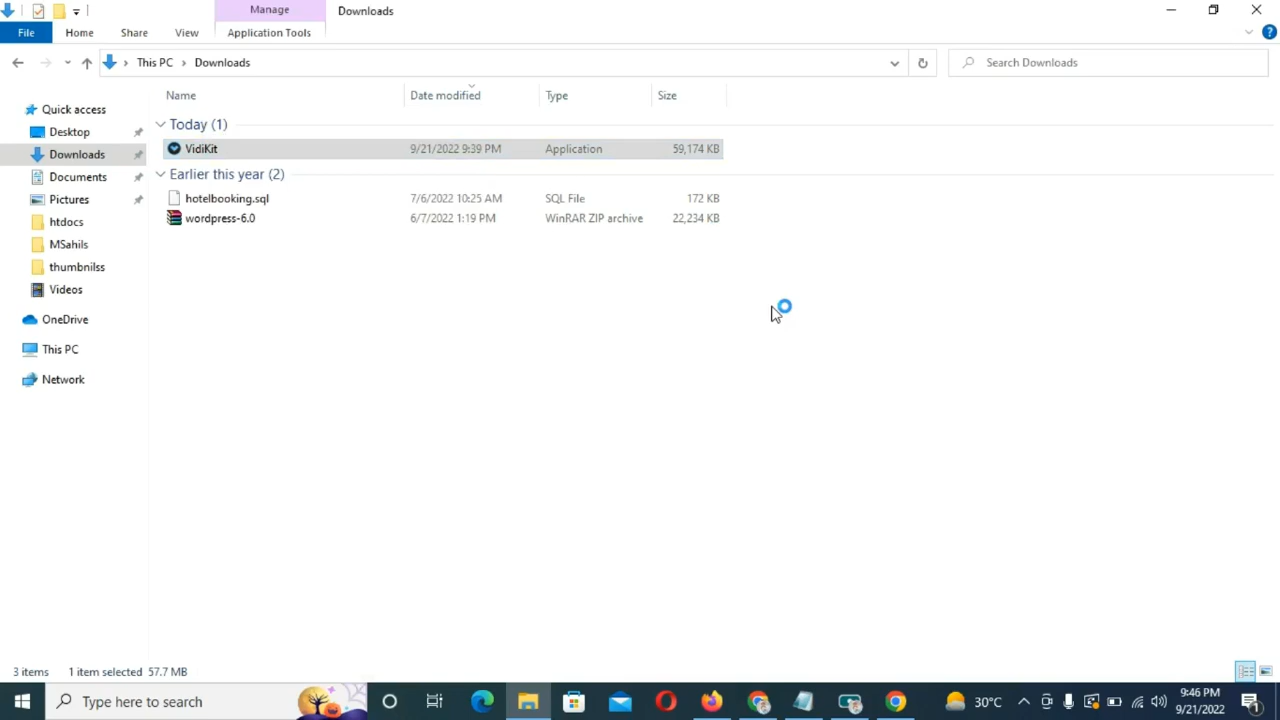 Manage
Downloads
File
Home
Share
View
Application Tools
This PC
Downloads
Search Downloads
Name
Date modified
Type
Size
Quick access
Desktop
Downloads
Documents
Pictures
htdocs
MSahils
thumbnilss
Videos
OneDrive
This PC
Network
Today (1)
VidiKit 9/21/2022 9:39 PM Application 59,174 KB
Earlier this year (2)
hotelbooking.sql 7/6/2022 10:25 AM SQL File 172 KB
wordpress-6.0 6/7/2022 1:19 PM WinRAR ZIP archive 22,234 KB
3 items 1 item selected 57.7 MB
Type here to search
30°C
9:46 PM
9/21/2022
1